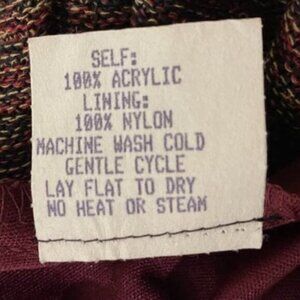 SELF:
100% ACRYLIC
LINING:
100% NYLON
MACHINE WASH COLD
GENTLE CYCLE
LAY FLAT TO DRY
NO HEAT OR STEAM